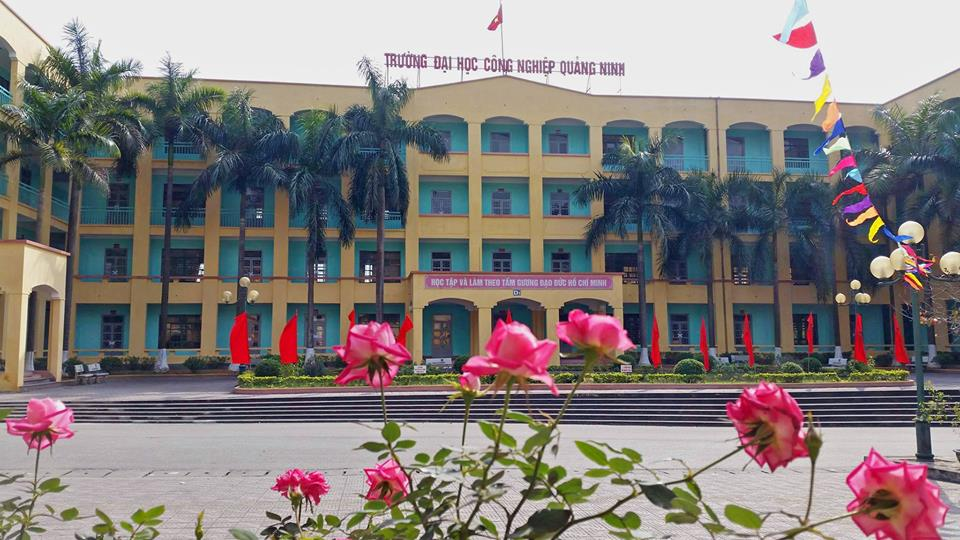 TRƯỜNG ĐẠI HỌC CÔNG NGHIỆP QUẢNG NINH
HỌC TẬP VÀ LÀM THEO TẤM GƯƠNG ĐẠO ĐỨC HỒ CHÍ MINH